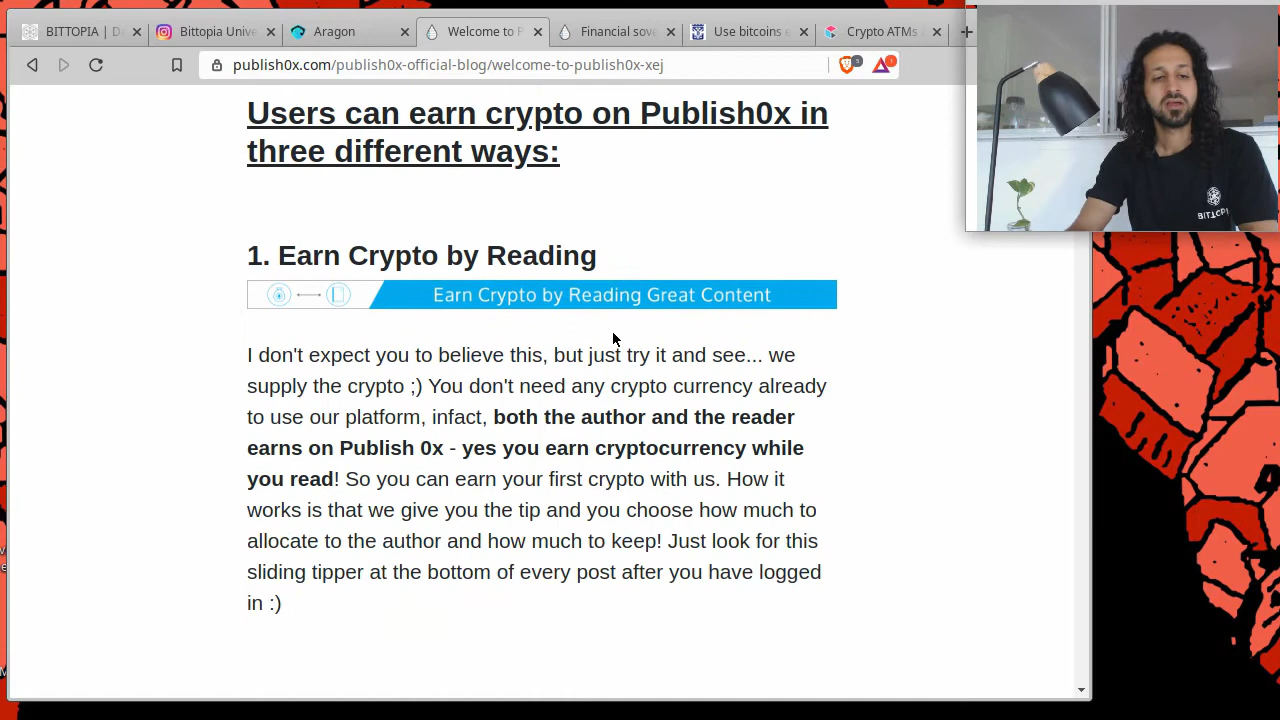 BITTOPIA | D
Bittopia Unive
Aragon
Welcome to P
Financial sov
Use bitcoins e
Crypto ATMs
publish0x.com/publish0x-official-blog/welcome-to-publish0x-xej
3
1
BITTOPI
Users can earn crypto on Publish0x in
three different ways:
1. Earn Crypto by Reading
Earn Crypto by Reading Great Content
I don't expect you to believe this, but just try it and see... we
supply the crypto ;) You don't need any crypto currency already
to use our platform, infact, both the author and the reader
earns on Publish 0x - yes you earn cryptocurrency while
you read! So you can earn your first crypto with us. How it
works is that we give you the tip and you choose how much to
allocate to the author and how much to keep! Just look for this
sliding tipper at the bottom of every post after you have logged
in :)